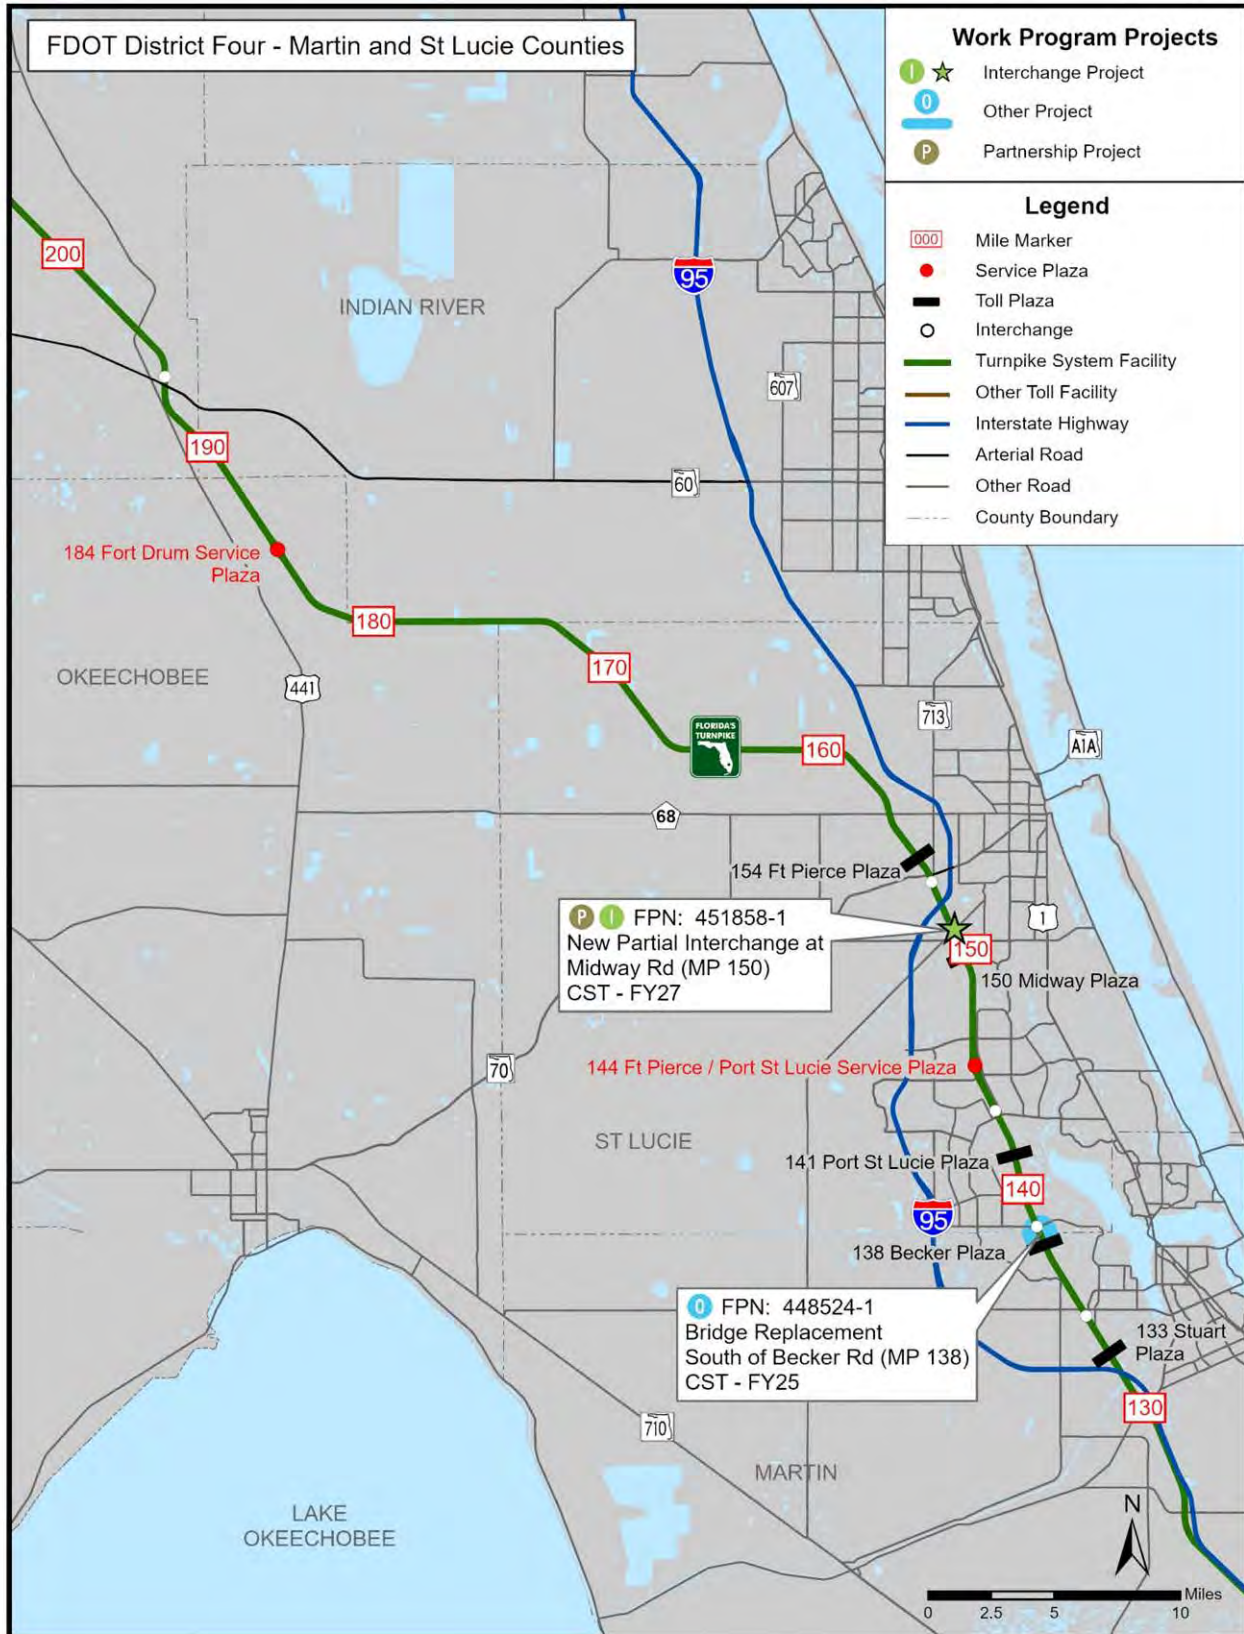 FDOT District Four - Martin and St Lucie Counties
Work Program Projects
I Interchange Project
O Other Project
P Partnership Project
Legend
000 Mile Marker
Service Plaza
Toll Plaza
Interchange
Turnpike System Facility
Other Toll Facility
Interstate Highway
Arterial Road
Other Road
County Boundary
200
INDIAN RIVER
95
607
190
60
184 Fort Drum Service
Plaza
180
170
OKEECHOBEE
441
FLORIDA'S
TURNPIKE
160
713
A1A
68
154 Ft Pierce Plaza
P I FPN: 451858-1
New Partial Interchange at
Midway Rd (MP 150)
CST - FY27
1
150
150 Midway Plaza
70
144 Ft Pierce / Port St Lucie Service Plaza
ST LUCIE
141 Port St Lucie Plaza
140
95
138 Becker Plaza
O FPN: 448524-1
Bridge Replacement
South of Becker Rd (MP 138)
CST - FY25
133 Stuart
Plaza
130
710
MARTIN
LAKE
OKEECHOBEE
N
Miles
0 2.5 5 10